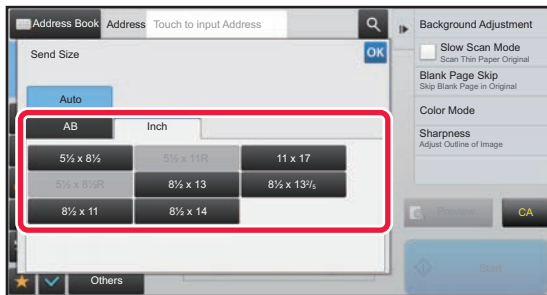 Address Book Address Touch to input Address
Send Size
OK
Auto
AB Inch
5½ x 8½ 5½ x 11R 11 x 17
5½ x 8½R 8½ x 13 8½ x 13²/₅
8½ x 11 8½ x 14
Others
Background Adjustment
Slow Scan Mode
Scan Thin Paper Original
Blank Page Skip
Skip Blank Page in Original
Color Mode
Sharpness
Adjust Outline of Image
Preview CA
Start